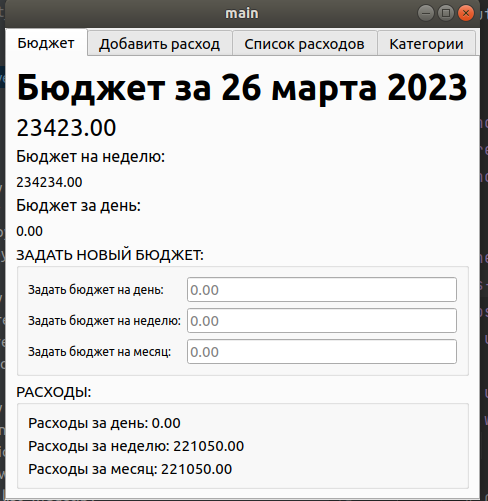 main
Бюджет
Добавить расход
Список расходов
Категории
Бюджет за 26 марта 2023
23423.00
Бюджет на неделю:
234234.00
Бюджет за день:
0.00
ЗАДАТЬ НОВЫЙ БЮДЖЕТ:
Задать бюджет на день: 0.00
Задать бюджет на неделю: 0.00
Задать бюджет на месяц: 0.00
РАСХОДЫ:
Расходы за день: 0.00
Расходы за неделю: 221050.00
Расходы за месяц: 221050.00